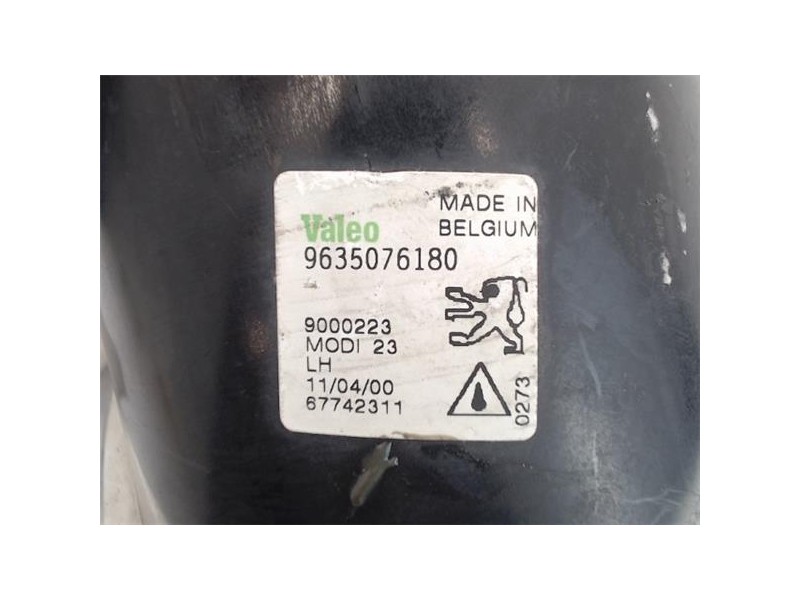 Valeo
MADE IN
BELGIUM
9635076180
9000223
MODI 23
LH
11/04/00
67742311
0273